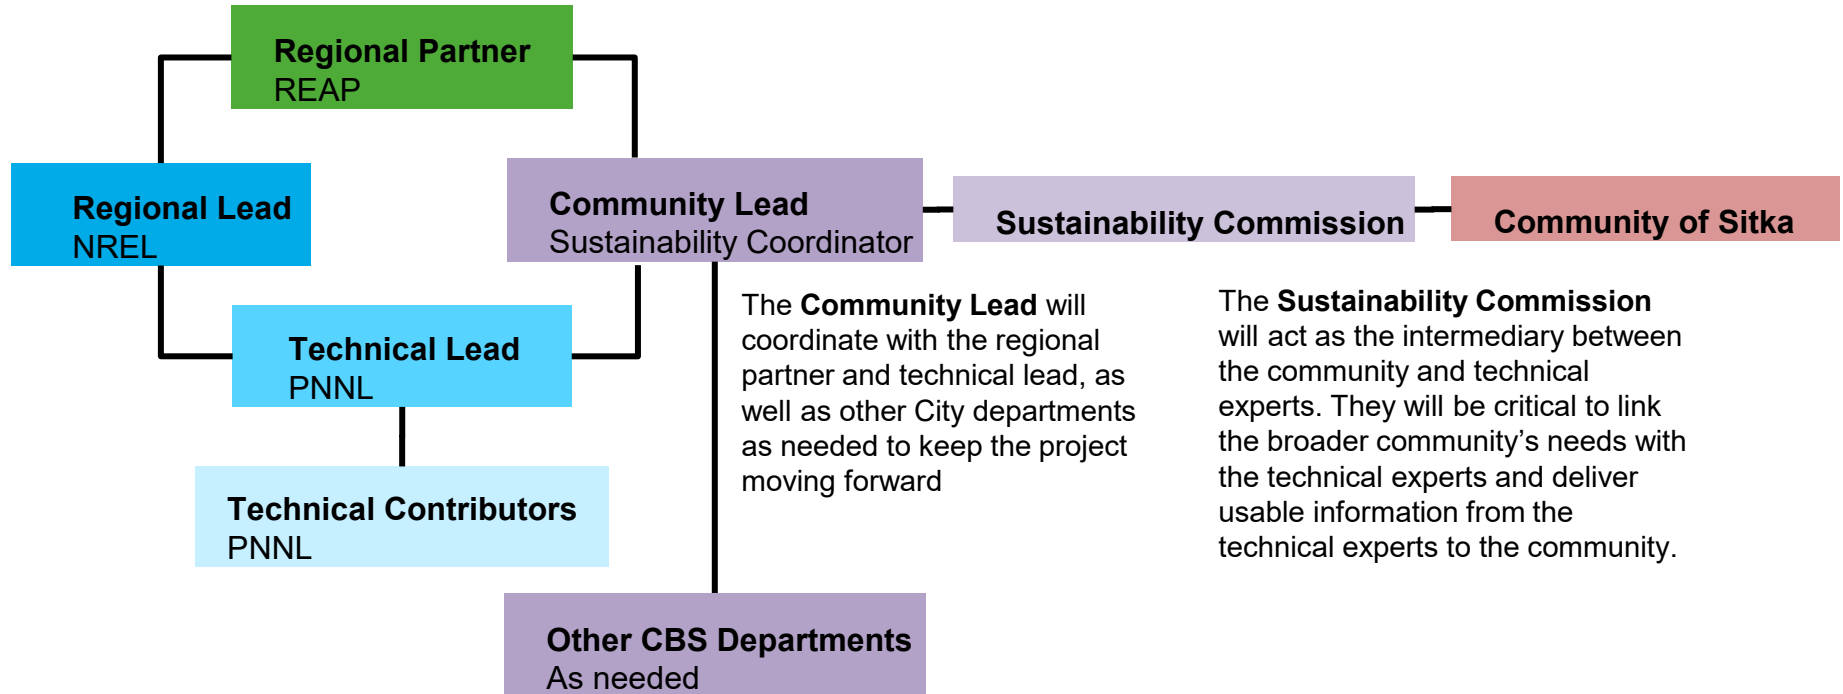 Regional Partner
REAP
Regional Lead
NREL
Community Lead
Sustainability Coordinator
Sustainability Commission
Community of Sitka
Technical Lead
PNNL
Technical Contributors
PNNL
Other CBS Departments
As needed
The Community Lead will
coordinate with the regional
partner and technical lead, as
well as other City departments
as needed to keep the project
moving forward
The Sustainability Commission
will act as the intermediary between
the community and technical
experts. They will be critical to link
the broader community’s needs with
the technical experts and deliver
usable information from the
technical experts to the community.